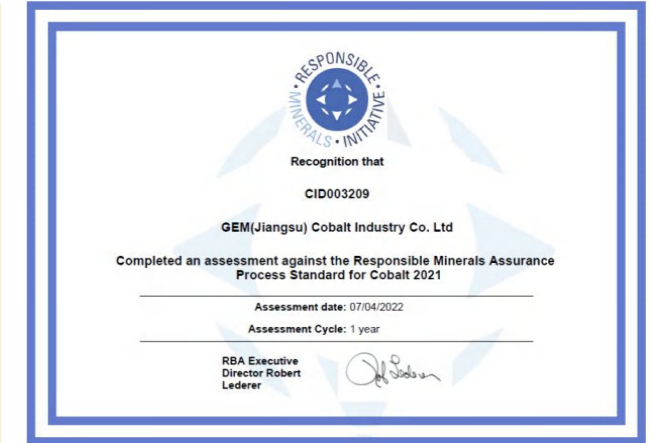 RESPONSIBLE
MINERALS • INITIATIVE
Recognition that
CID003209
GEM(Jiangsu) Cobalt Industry Co. Ltd
Completed an assessment against the Responsible Minerals Assurance
Process Standard for Cobalt 2021
Assessment date: 07/04/2022
Assessment Cycle: 1 year
RBA Executive
Director Robert
Lederer